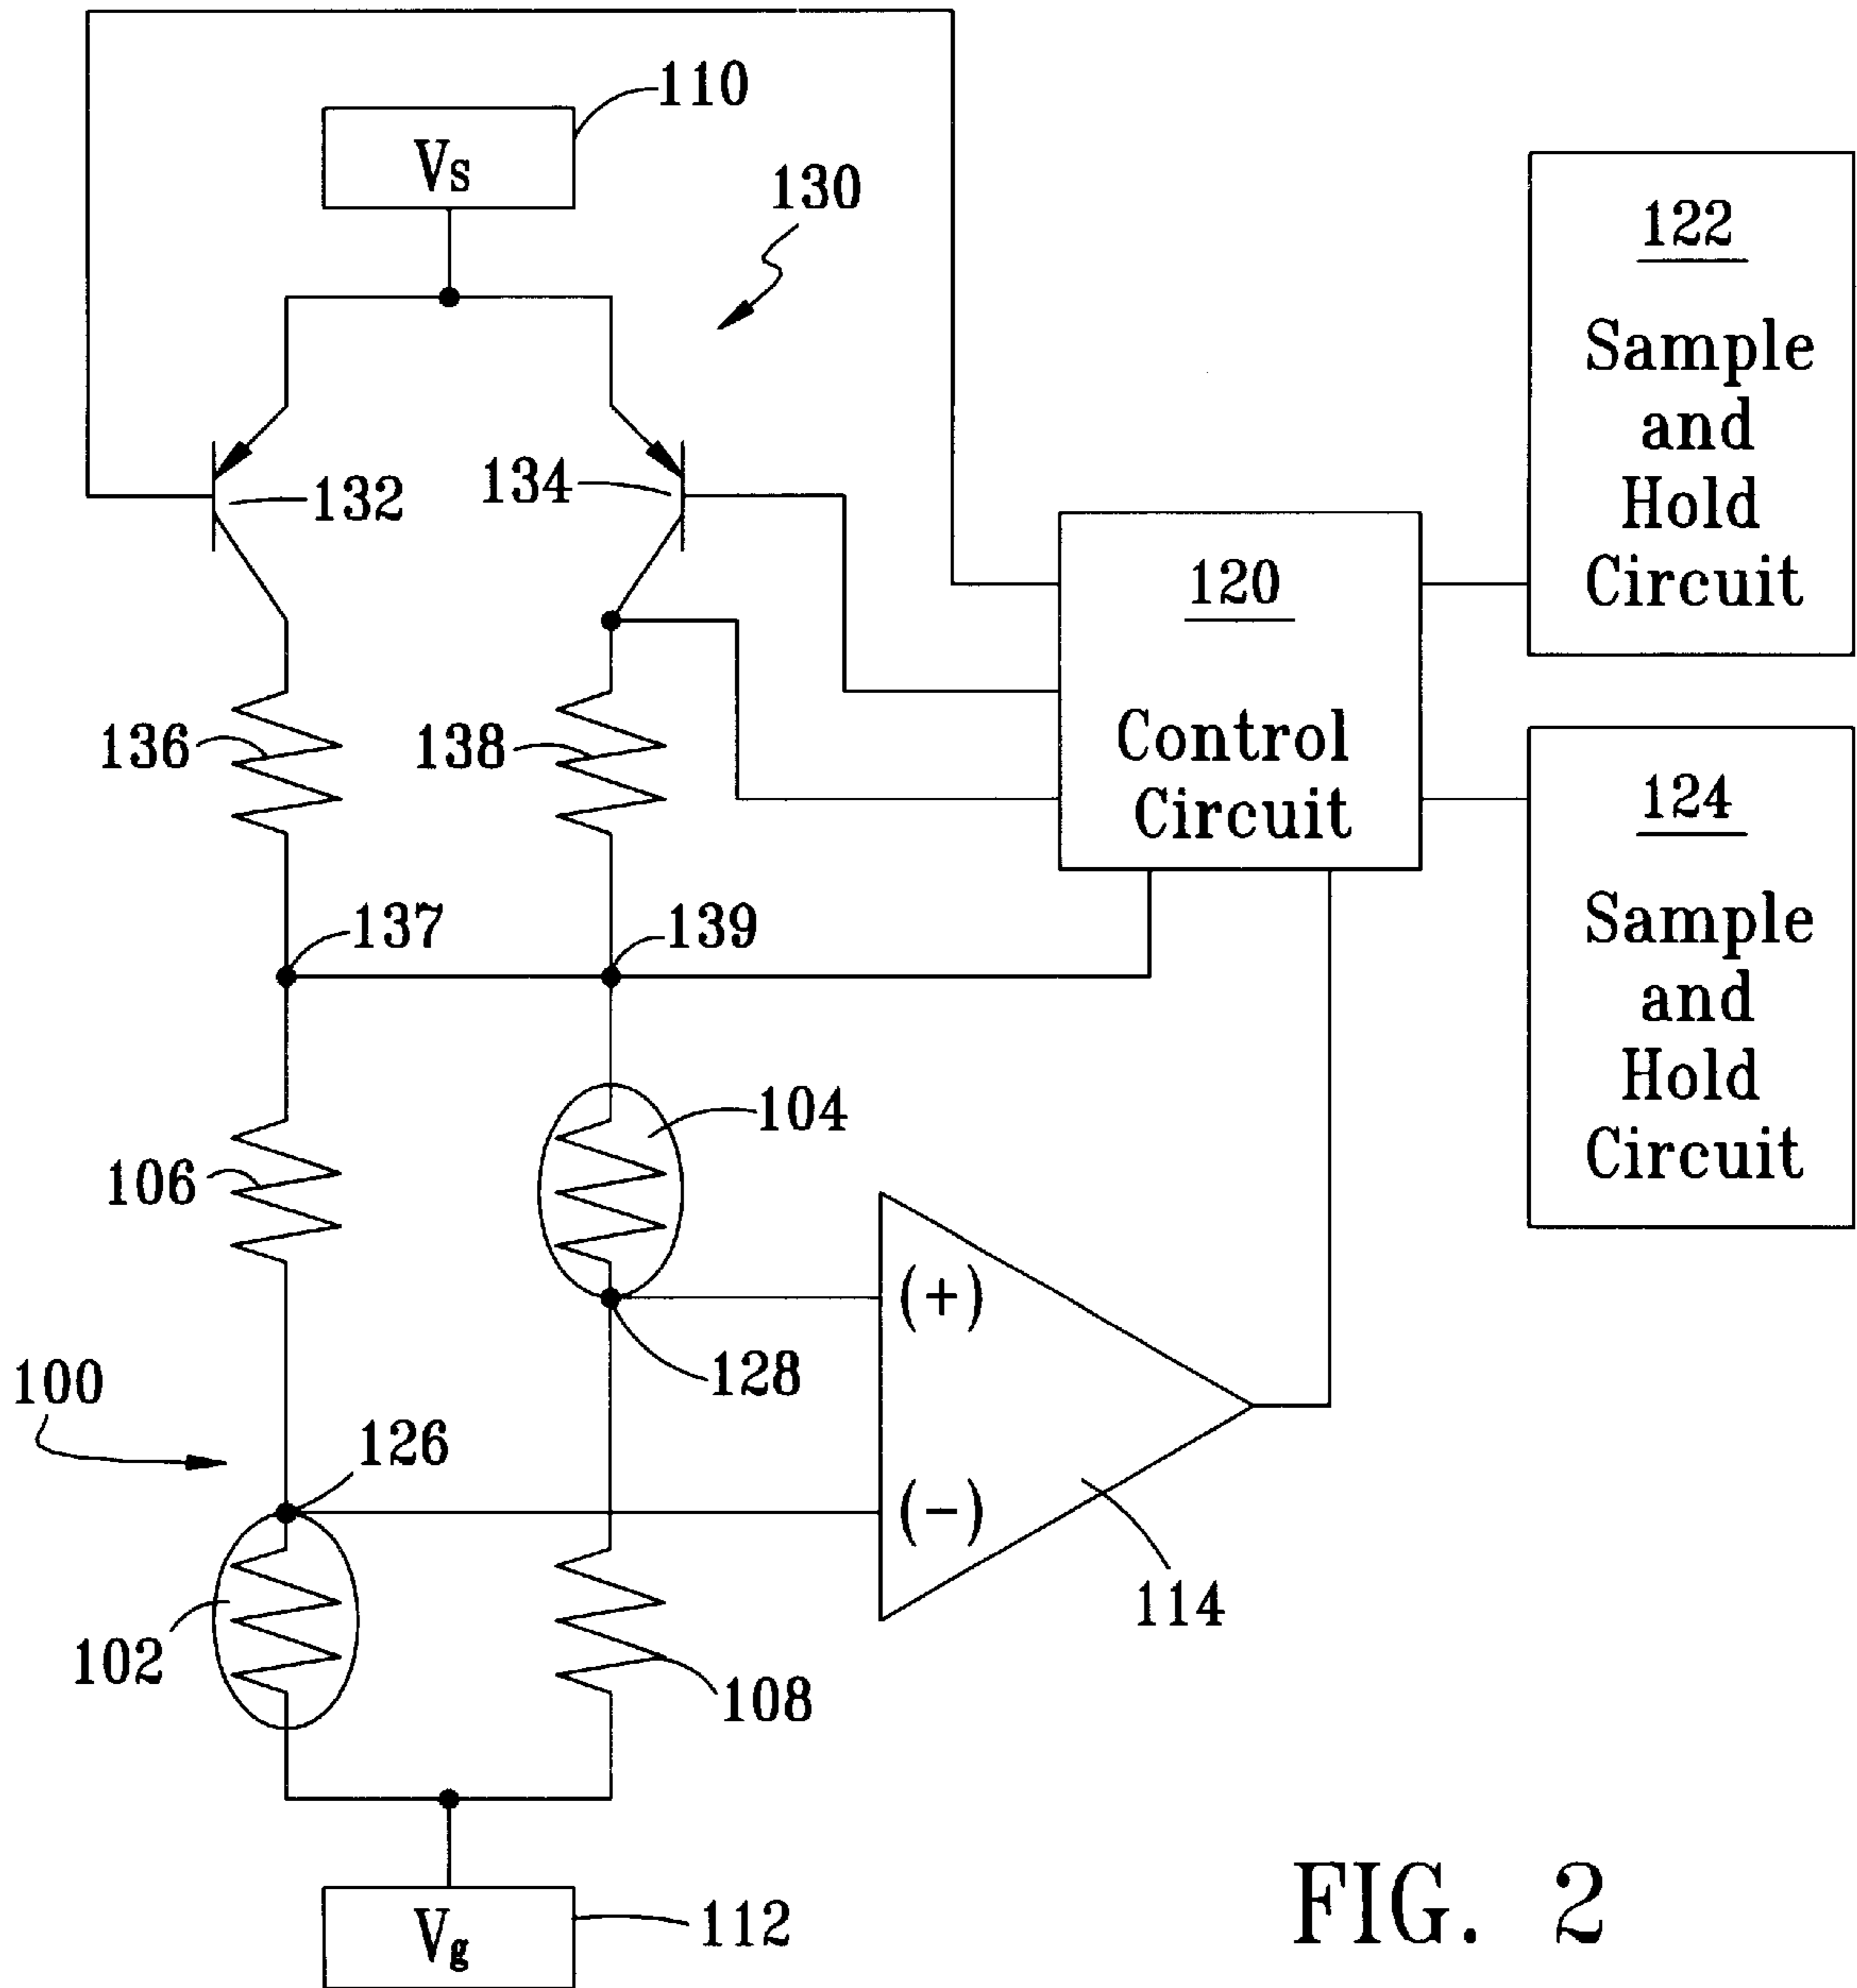 110
Vs
130
122
Sample
and
Hold
Circuit
132
134
120
Control
Circuit
136
138
124
Sample
and
Hold
Circuit
137
139
104
106
(+)
128
100
126
(-)
114
102
108
112
Vg
FIG. 2